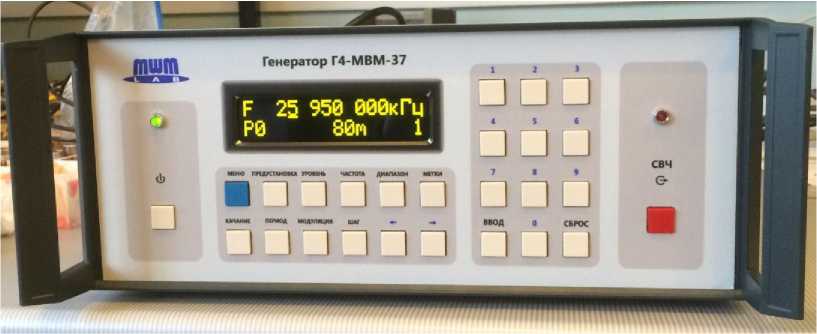 MWM
LAB
Генератор Г4-МВМ-37
F 25 950 000кГц
P0 80m 1
МЕНЮ ПРЕДУСТАНОВКА УРОВЕНЬ ЧАСТОТА ДИАПАЗОН МЕТКИ
КАЧАНИЕ ПЕРИОД МОДУЛЯЦИЯ ШАГ ← →
1 2 3
4 5 6
7 8 9
ВВОД 0 СБРОС
СВЧ